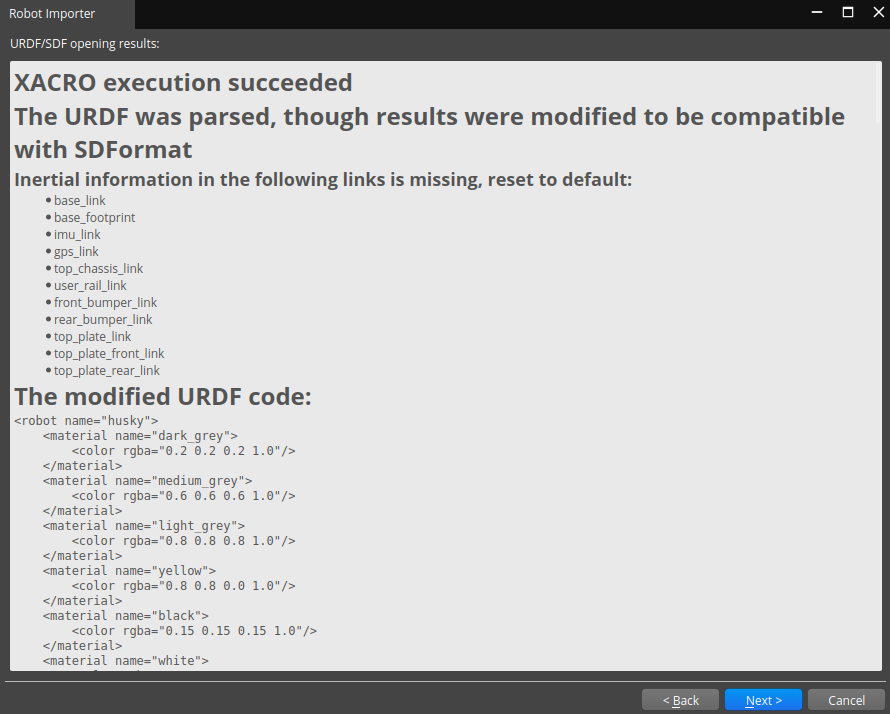 Robot Importer
URDF/SDF opening results:
XACRO execution succeeded
The URDF was parsed, though results were modified to be compatible
with SDFormat
Inertial information in the following links is missing, reset to default:
• base_link
• base_footprint
• imu_link
• gps_link
• top_chassis_link
• user_rail_link
• front_bumper_link
• rear_bumper_link
• top_plate_link
• top_plate_front_link
• top_plate_rear_link
The modified URDF code:
<robot name="husky">
    <material name="dark_grey">
        <color rgba="0.2 0.2 0.2 1.0"/>
    </material>
    <material name="medium_grey">
        <color rgba="0.6 0.6 0.6 1.0"/>
    </material>
    <material name="light_grey">
        <color rgba="0.8 0.8 0.8 1.0"/>
    </material>
    <material name="yellow">
        <color rgba="0.8 0.8 0.0 1.0"/>
    </material>
    <material name="black">
        <color rgba="0.15 0.15 0.15 1.0"/>
    </material>
    <material name="white">
< Back
Next >
Cancel